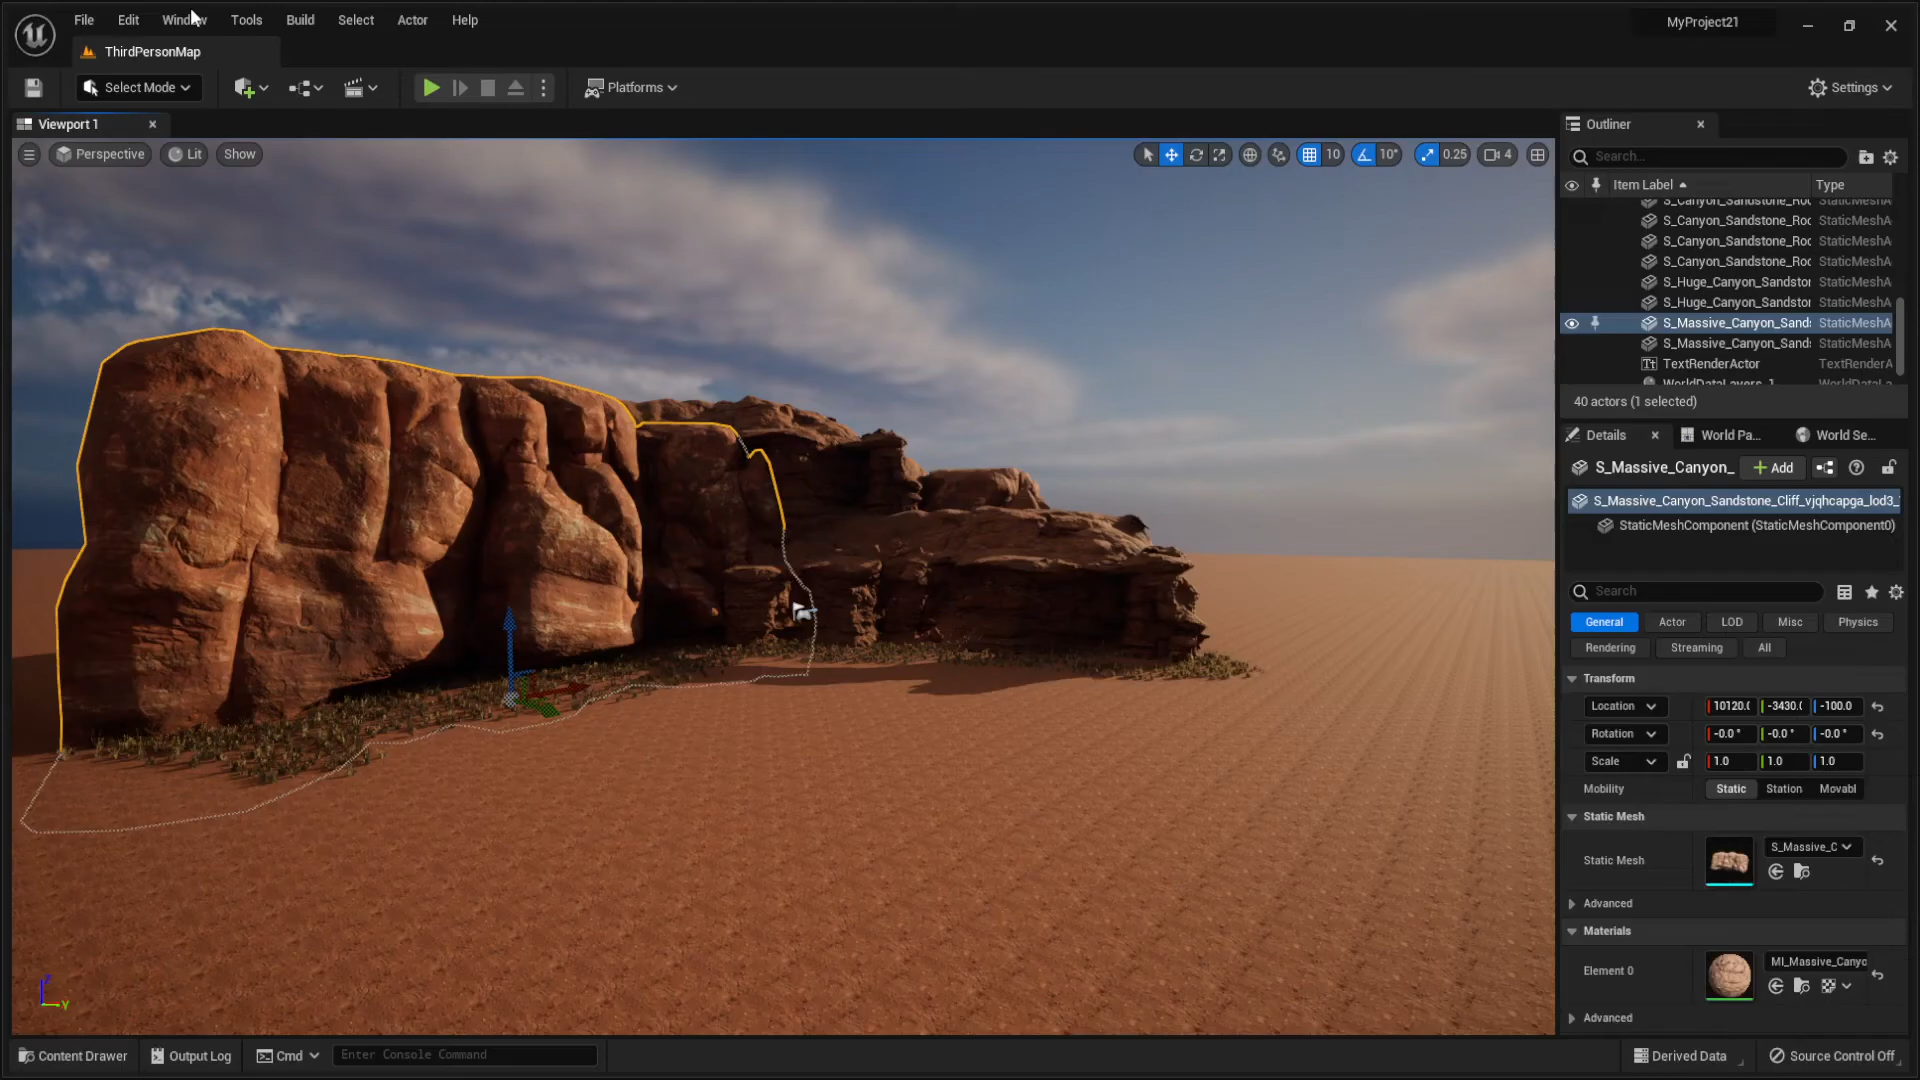 File Edit Window Tools Build Select Actor Help
MyProject21
ThirdPersonMap
Select Mode
Platforms
Settings
Viewport 1
Outliner
Perspective Lit Show
10 10° 0.25 4
Search...
Item Label Type
S_Canyon_Sandstone_Roc StaticMeshA
S_Canyon_Sandstone_Roc StaticMeshA
S_Canyon_Sandstone_Roc StaticMeshA
S_Canyon_Sandstone_Roc StaticMeshA
S_Huge_Canyon_Sandstor StaticMeshA
S_Huge_Canyon_Sandstor StaticMeshA
S_Massive_Canyon_Sands StaticMeshA
S_Massive_Canyon_Sands StaticMeshA
TextRenderActor TextRenderA
WorldDataLayers_1 WorldDataLa
40 actors (1 selected)
Details World Pa... World Se...
S_Massive_Canyon_ Add
S_Massive_Canyon_Sandstone_Cliff_vjqhcapga_lod3_
StaticMeshComponent (StaticMeshComponent0)
Search
General Actor LOD Misc Physics
Rendering Streaming All
Transform
Location 10120.( -3430.( -100.0
Rotation -0.0 ° -0.0 ° -0.0 °
Scale 1.0 1.0 1.0
Mobility Static Station Movabl
Static Mesh
Static Mesh S_Massive_C
Advanced
Materials
Element 0 MI_Massive_Canyo
Advanced
Z
Y
Content Drawer Output Log Cmd Enter Console Command
Derived Data Source Control Off